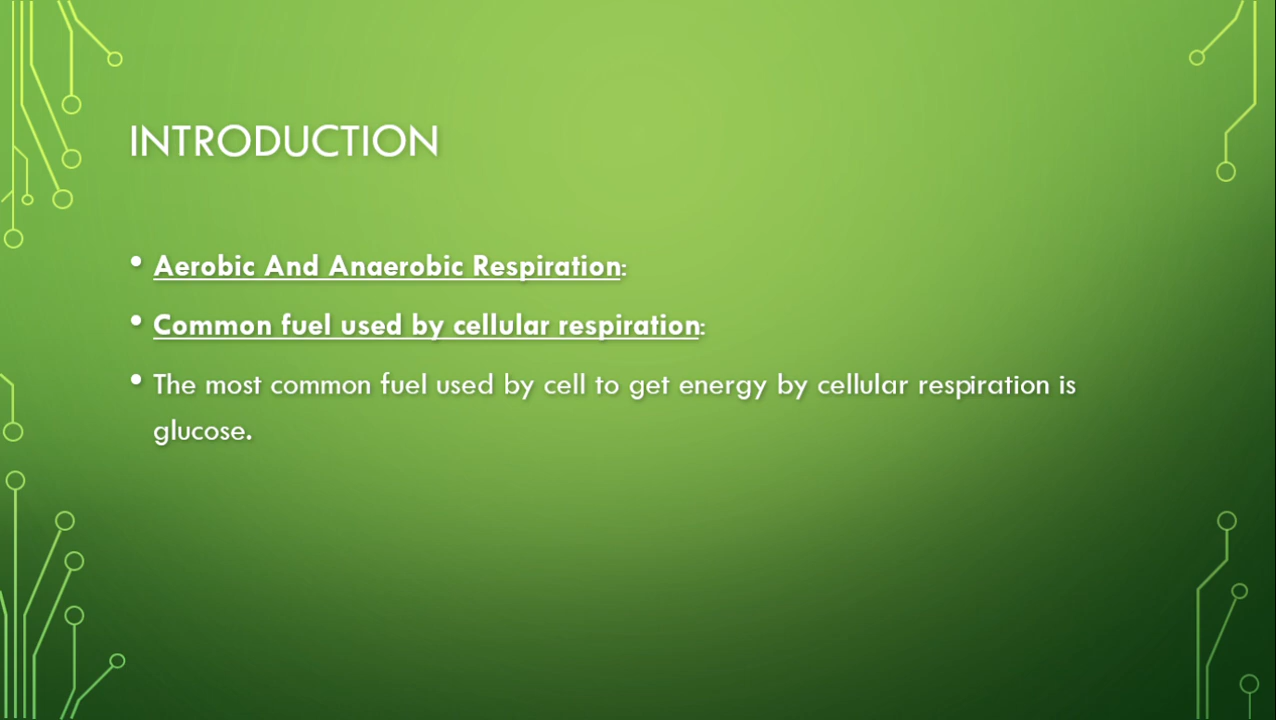 INTRODUCTION
• Aerobic And Anaerobic Respiration:
• Common fuel used by cellular respiration:
• The most common fuel used by cell to get energy by cellular respiration is
glucose.